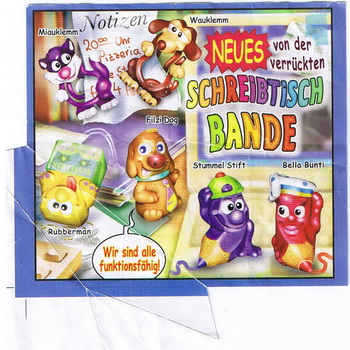 Notizen
Miauklemm
Wauklemm
20.00 Uhr
Pizzeria
NEUES von der
verrückten
SCHREIBTISCH
BANDE
Filzi Dog
Stummel Stift
Bella Bunti
Rubberman
Wir sind alle
funktionsfähig!